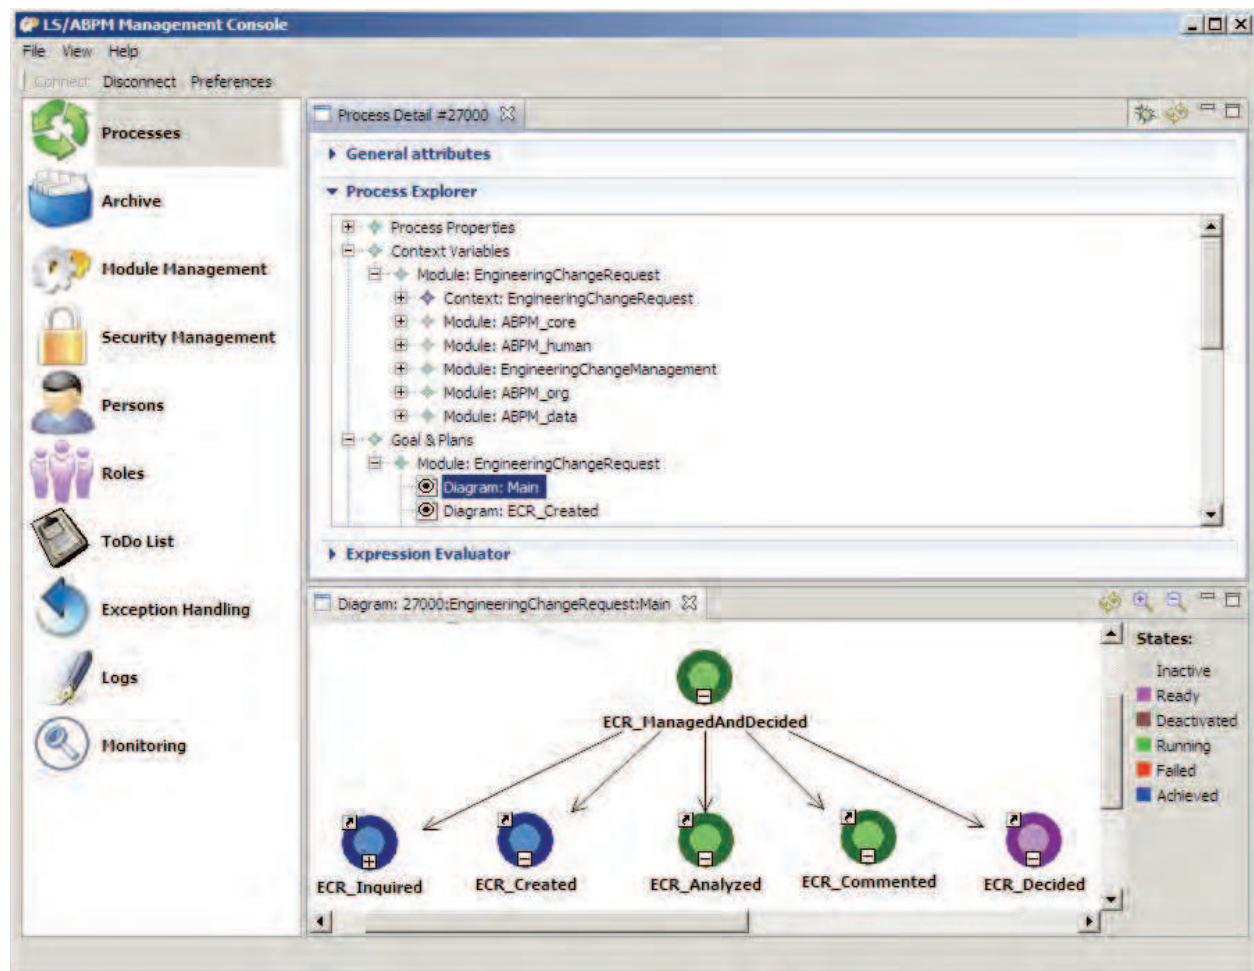 LS/ABPM Management Console
File View Help
Connect Disconnect Preferences
Processes
Archive
Module Management
Security Management
Persons
Roles
ToDo List
Exception Handling
Logs
Monitoring
Process Detail #27000
General attributes
Process Explorer
Process Properties
Context Variables
Module: EngineeringChangeRequest
Context: EngineeringChangeRequest
Module: ABPM_core
Module: ABPM_human
Module: EngineeringChangeManagement
Module: ABPM_org
Module: ABPM_data
Goal & Plans
Module: EngineeringChangeRequest
Diagram: Main
Diagram: ECR_Created
Expression Evaluator
Diagram: 27000:EngineeringChangeRequest:Main
ECR_ManagedAndDecided
ECR_Inquired
ECR_Created
ECR_Analyzed
ECR_Commented
ECR_Decided
States:
Inactive
Ready
Deactivated
Running
Failed
Achieved